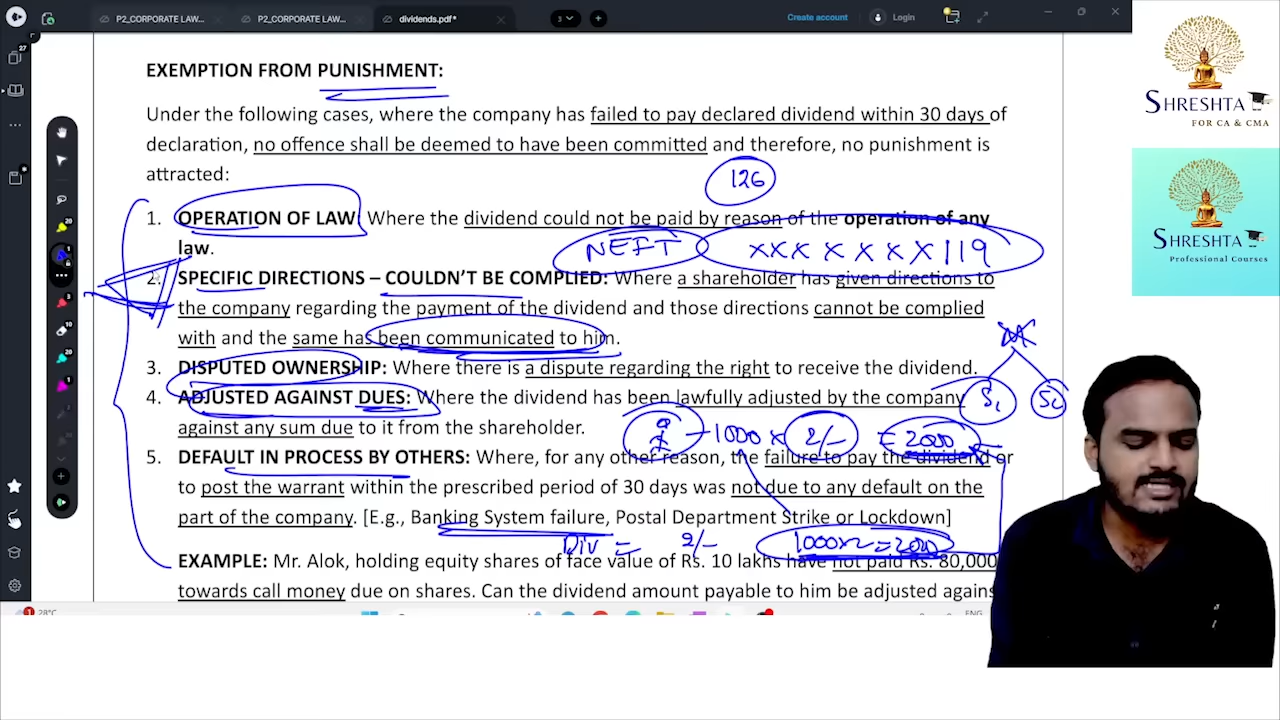 P2_CORPORATE LAW...
P2_CORPORATE LAW...
dividends.pdf*
3
Create account
Login
27
EXEMPTION FROM PUNISHMENT:
Under the following cases, where the company has failed to pay declared dividend within 30 days of
declaration, no offence shall be deemed to have been committed and therefore, no punishment is
attracted:
126
1. OPERATION OF LAW: Where the dividend could not be paid by reason of the operation of any
law.
NEFT XXX X X X X 119
2. SPECIFIC DIRECTIONS – COULDN'T BE COMPLIED: Where a shareholder has given directions to
the company regarding the payment of the dividend and those directions cannot be complied
with and the same has been communicated to him.
3. DISPUTED OWNERSHIP: Where there is a dispute regarding the right to receive the dividend.
4. ADJUSTED AGAINST DUES: Where the dividend has been lawfully adjusted by the company
S1 S2
against any sum due to it from the shareholder.
1000 x 2/- = 2000
5. DEFAULT IN PROCESS BY OTHERS: Where, for any other reason, the failure to pay the dividend or
to post the warrant within the prescribed period of 30 days was not due to any default on the
part of the company. [E.g., Banking System failure, Postal Department Strike or Lockdown]
Div = 2/- 1000x2=2000
EXAMPLE: Mr. Alok, holding equity shares of face value of Rs. 10 lakhs have not paid Rs. 80,000
towards call money due on shares. Can the dividend amount payable to him be adjusted agains
28°C
ENG
SHRESHTA
FOR CA & CMA
SHRESHTA
Professional Courses